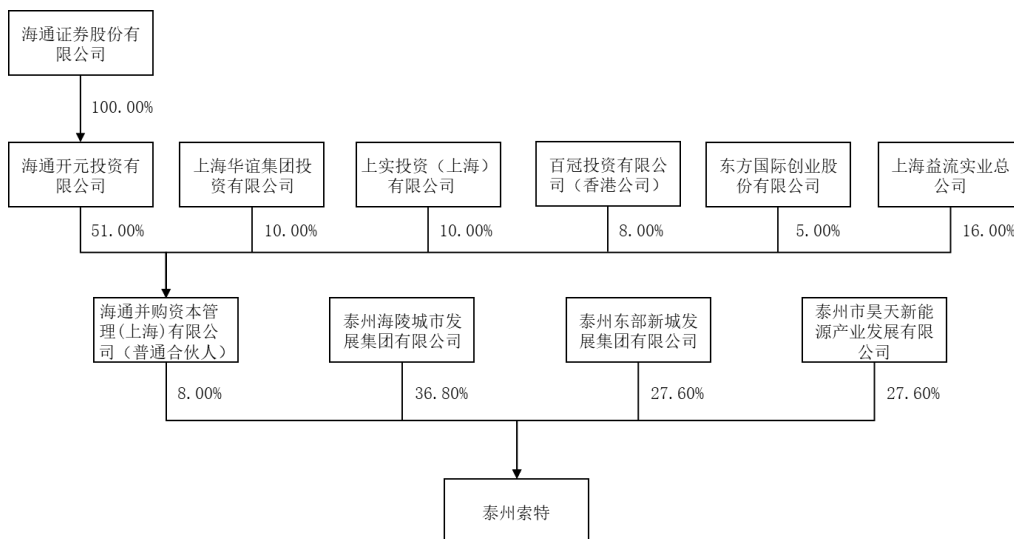 海通证券股份有
限公司
100.00%
海通开元投资有
限公司
上海华谊集团投
资有限公司
上实投资（上海）
有限公司
百冠投资有限公
司（香港公司）
东方国际创业股
份有限公司
上海益流实业总
公司
51.00%
10.00%
10.00%
8.00%
5.00%
16.00%
海通并购资本管
理(上海)有限公
司（普通合伙人）
泰州海陵城市发
展集团有限公司
泰州东部新城发
展集团有限公司
泰州市昊天新能
源产业发展有限
公司
8.00%
36.80%
27.60%
27.60%
泰州索特